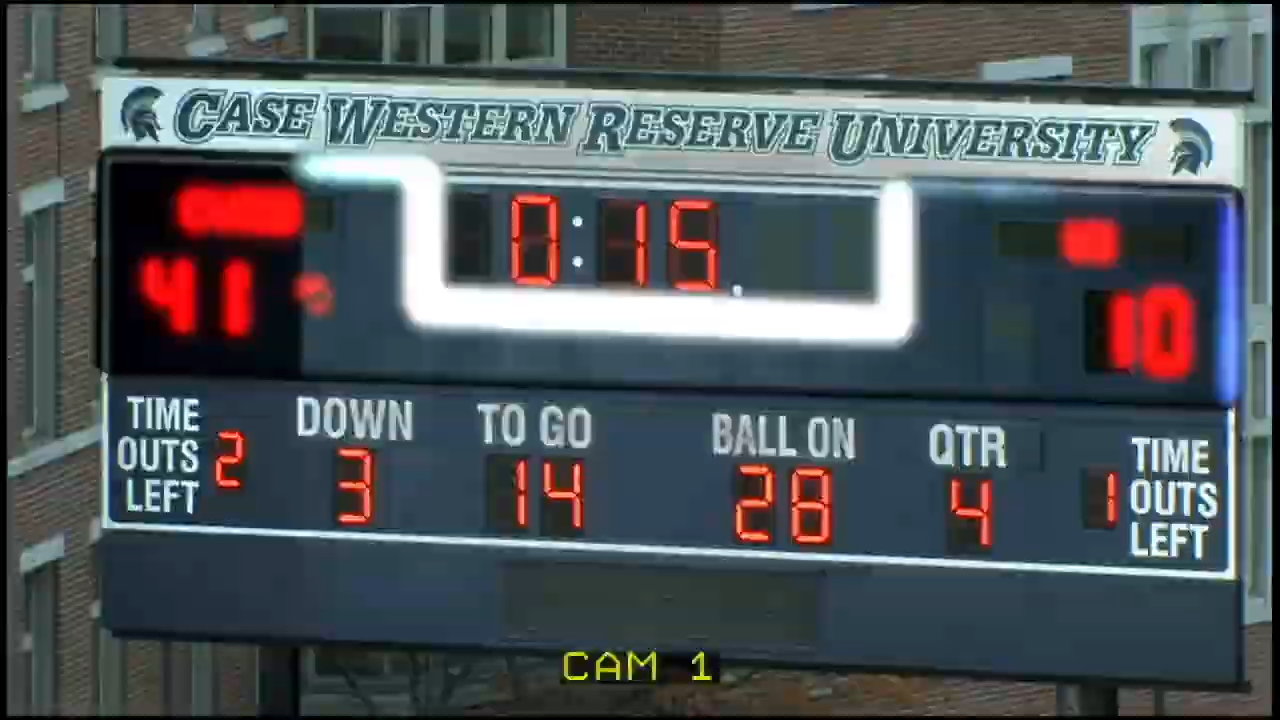 CASE WESTERN RESERVE UNIVERSITY
0:15.
41 10
TIME OUTS LEFT 2
DOWN 3
TO GO 14
BALL ON 28
QTR 4
1 TIME OUTS LEFT
CAM 1